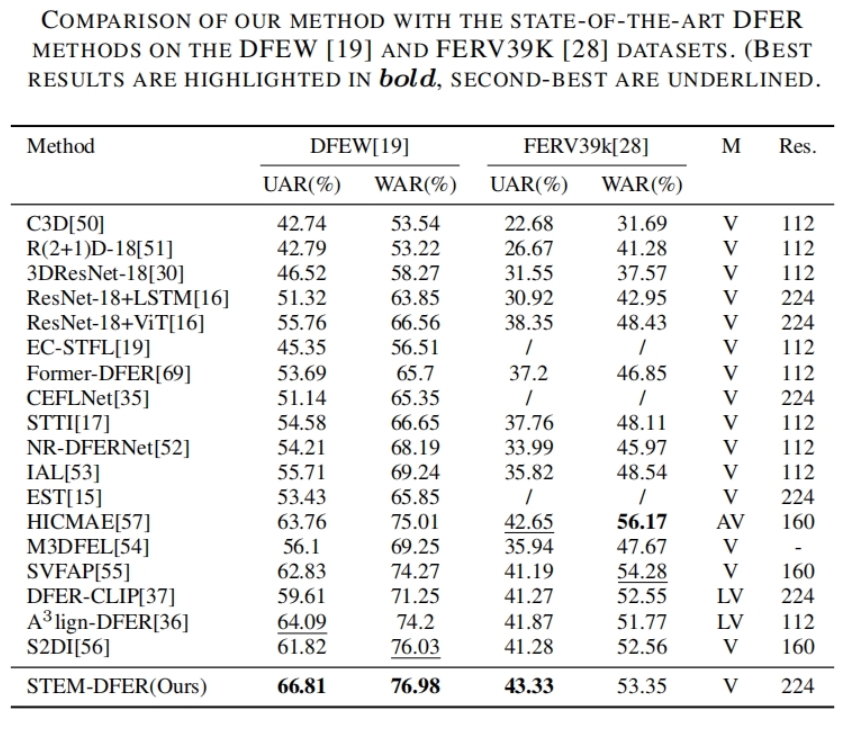 COMPARISON OF OUR METHOD WITH THE STATE-OF-THE-ART DFER
METHODS ON THE DFEW [19] AND FERV39K [28] DATASETS. (BEST
RESULTS ARE HIGHLIGHTED IN bold, SECOND-BEST ARE UNDERLINED.
Method DFEW[19] FERV39k[28] M Res.
UAR(%) WAR(%) UAR(%) WAR(%)
C3D[50] 42.74 53.54 22.68 31.69 V 112
R(2+1)D-18[51] 42.79 53.22 26.67 41.28 V 112
3DResNet-18[30] 46.52 58.27 31.55 37.57 V 112
ResNet-18+LSTM[16] 51.32 63.85 30.92 42.95 V 224
ResNet-18+ViT[16] 55.76 66.56 38.35 48.43 V 224
EC-STFL[19] 45.35 56.51 / / V 112
Former-DFER[69] 53.69 65.7 37.2 46.85 V 112
CEFLNet[35] 51.14 65.35 / / V 224
STTI[17] 54.58 66.65 37.76 48.11 V 112
NR-DFERNet[52] 54.21 68.19 33.99 45.97 V 112
IAL[53] 55.71 69.24 35.82 48.54 V 112
EST[15] 53.43 65.85 / / V 224
HICMAE[57] 63.76 75.01 42.65 56.17 AV 160
M3DFEL[54] 56.1 69.25 35.94 47.67 V -
SVFAP[55] 62.83 74.27 41.19 54.28 V 160
DFER-CLIP[37] 59.61 71.25 41.27 52.55 LV 224
A³lign-DFER[36] 64.09 74.2 41.87 51.77 LV 112
S2DI[56] 61.82 76.03 41.28 52.56 V 160
STEM-DFER(Ours) 66.81 76.98 43.33 53.35 V 224